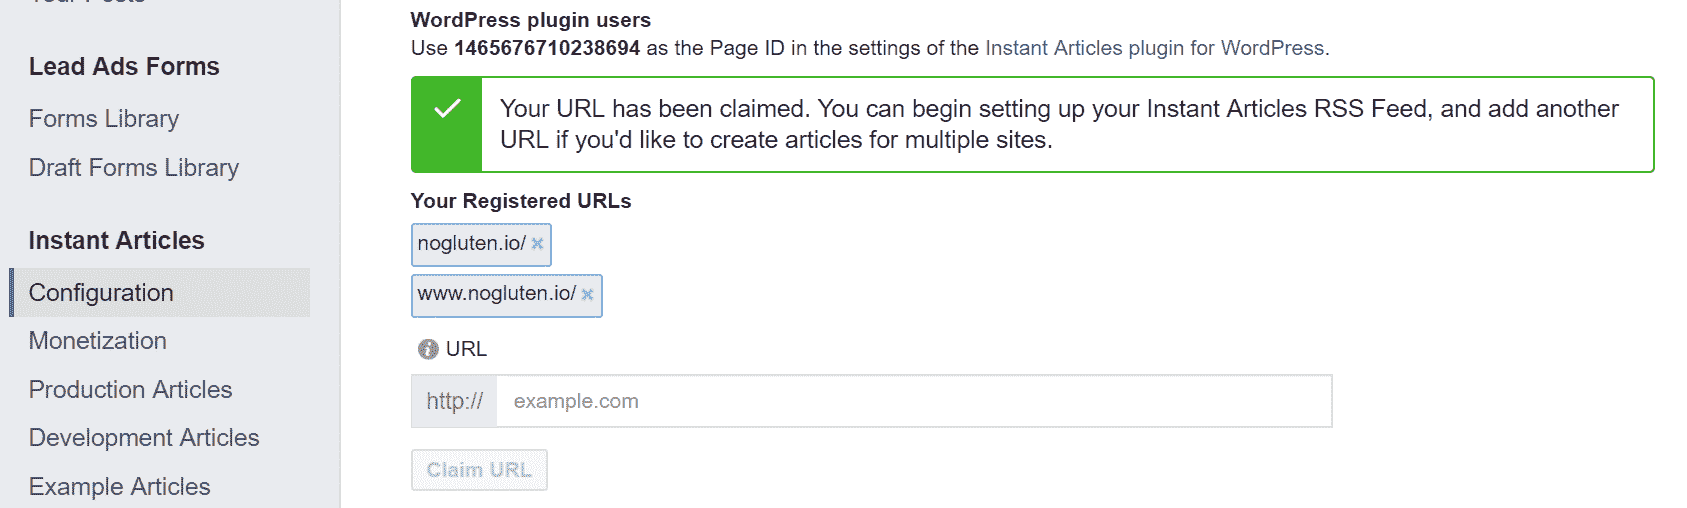 Your Posts
Lead Ads Forms
Forms Library
Draft Forms Library
Instant Articles
Configuration
Monetization
Production Articles
Development Articles
Example Articles
WordPress plugin users
Use 1465676710238694 as the Page ID in the settings of the Instant Articles plugin for WordPress.
Your URL has been claimed. You can begin setting up your Instant Articles RSS Feed, and add another
URL if you'd like to create articles for multiple sites.
Your Registered URLs
nogluten.io/
www.nogluten.io/
URL
http:// example.com
Claim URL